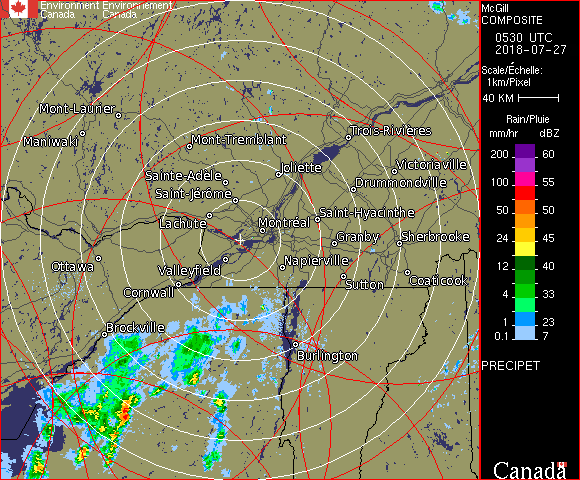 Environment Environnement
Canada Canada
McGill
COMPOSITE
0530 UTC
2018-07-27
Scale/Échelle:
1km/Pixel
40 KM
Rain/Pluie
mm/hr dBZ
200 60
100 55
50 50
24 45
12 40
4 33
1 23
0.1 7
PRECIPET
Canada
Mont-Laurier
Maniwaki
Mont-Tremblant
Trois-Rivières
Joliette
Victoriaville
Sainte-Adèle
Drummondville
Saint-Jérôme
Lachute
Montréal
Saint-Hyacinthe
Granby
Sherbrooke
Ottawa
Valleyfield
Napierville
Cornwall
Sutton
Coaticook
Brockville
Burlington